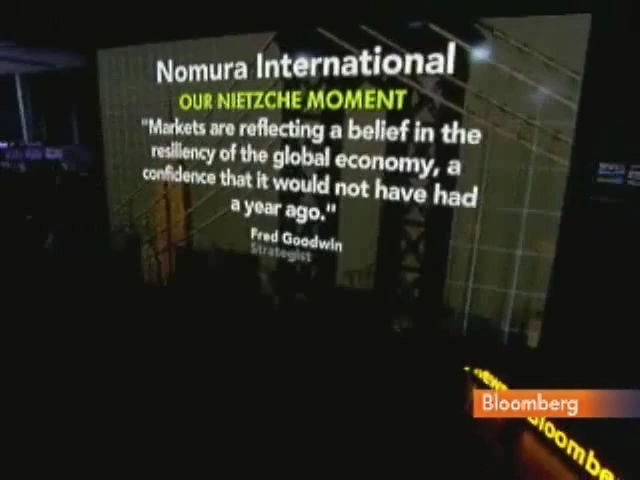 Nomura International
OUR NIETZCHE MOMENT
"Markets are reflecting a belief in the
resiliency of the global economy, a
confidence that it would not have had
a year ago."
Fred Goodwin
Strategist
Bloomberg